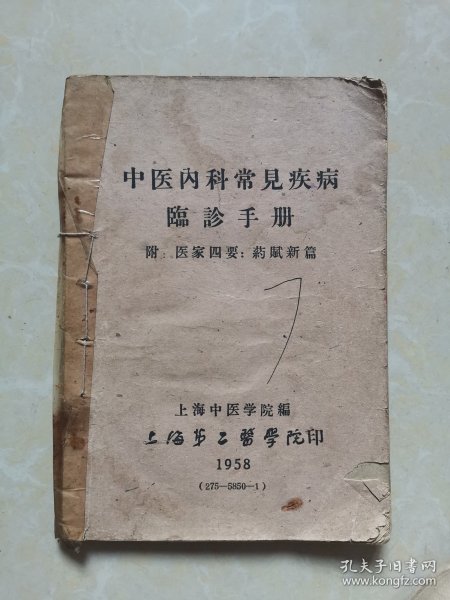 中医内科常見疾病
臨診手册
附：医家四要：葯賦新篇
上海中医学院編
上海第二醫學院印
1958
（275—5850—1）
孔夫子旧书网
www.kongfz.com